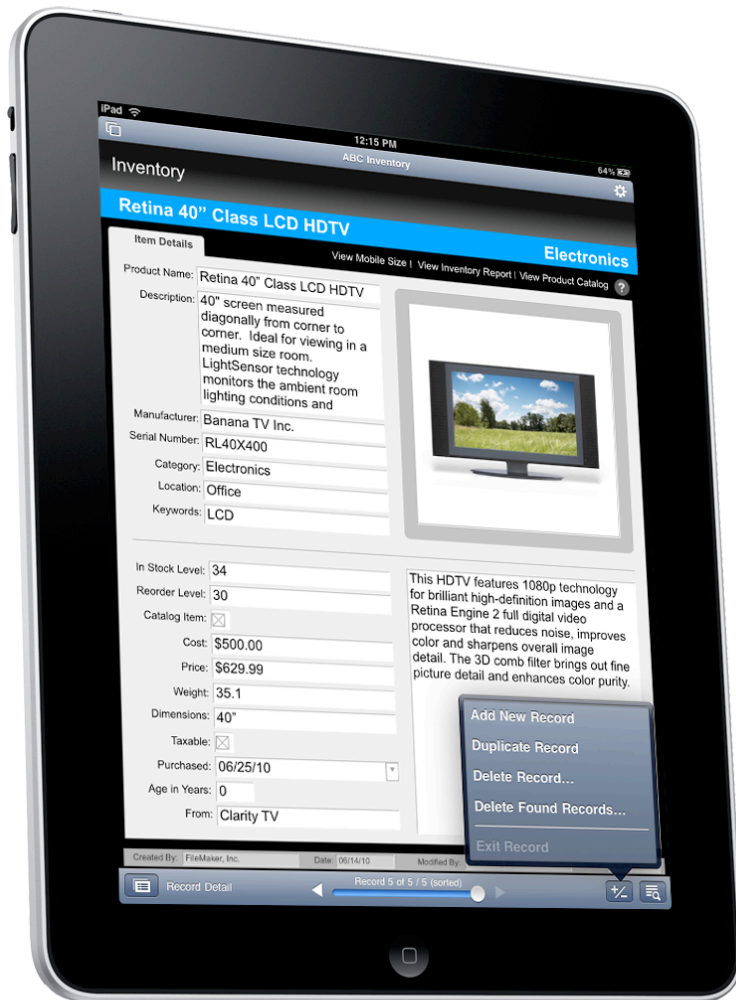 iPad
12:15 PM
64%
ABC Inventory
Inventory
Retina 40" Class LCD HDTV
Electronics
Item Details
View Mobile Size | View Inventory Report | View Product Catalog ?
Product Name: Retina 40" Class LCD HDTV
Description: 40" screen measured
diagonally from corner to
corner. Ideal for viewing in a
medium size room.
LightSensor technology
monitors the ambient room
lighting conditions and
Manufacturer: Banana TV Inc.
Serial Number: RL40X400
Category: Electronics
Location: Office
Keywords: LCD
In Stock Level: 34
Reorder Level: 30
Catalog Item:
Cost: $500.00
Price: $629.99
Weight: 35.1
Dimensions: 40"
Taxable:
Purchased: 06/25/10
Age in Years: 0
From: Clarity TV
This HDTV features 1080p technology
for brilliant high-definition images and a
Retina Engine 2 full digital video
processor that reduces noise, improves
color and sharpens overall image
detail. The 3D comb filter brings out fine
picture detail and enhances color purity.
Add New Record
Duplicate Record
Delete Record...
Delete Found Records...
Exit Record
Created By: FileMaker, Inc. Date: 06/14/10 Modified By:
Record Detail
Record 5 of 5 / 5 (sorted)
+/-